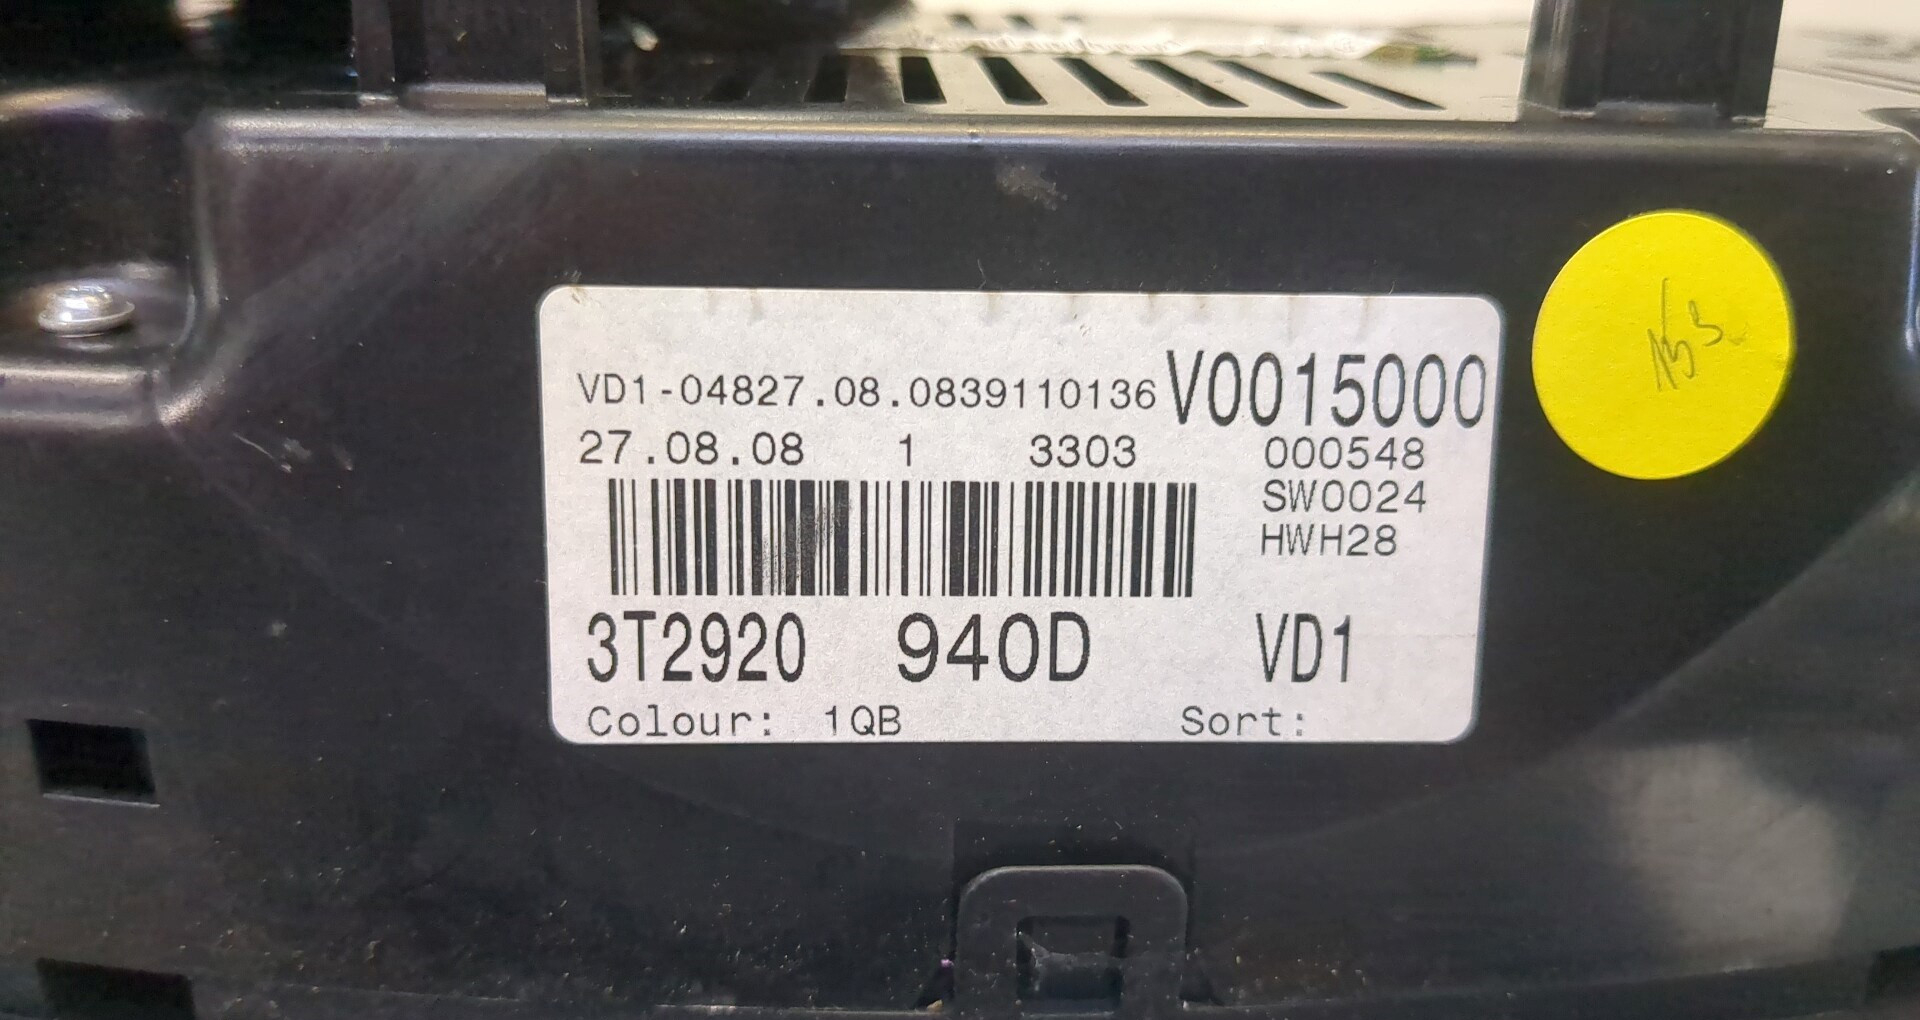 VD1-04827.08.0839110136 V0015000
27.08.08 1 3303 000548
SW0024
HWH28
3T2920 940D VD1
Colour: 1QB Sort: